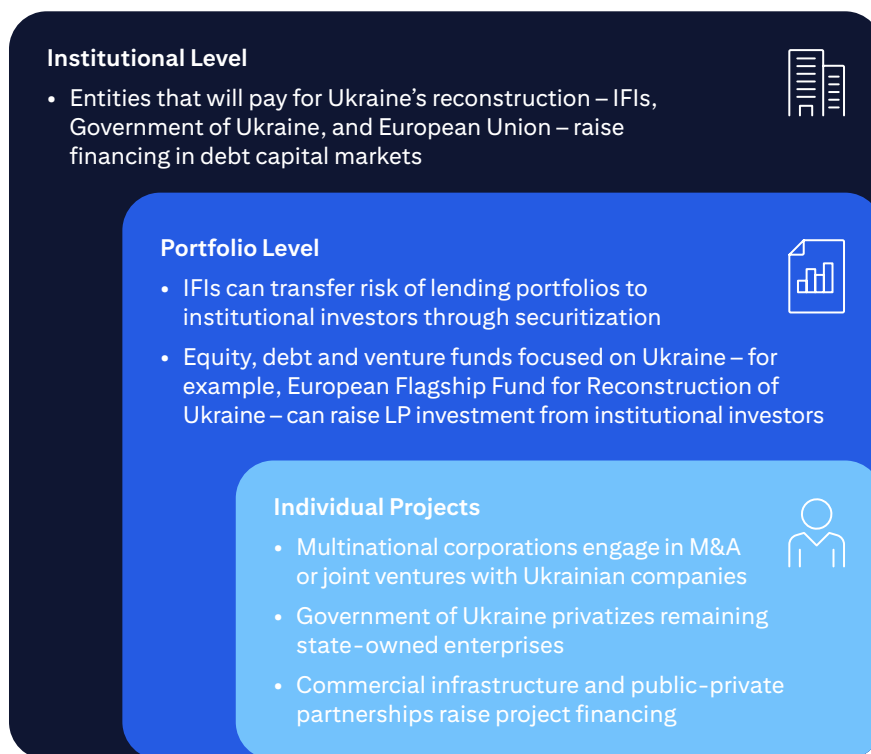 Institutional Level
• Entities that will pay for Ukraine’s reconstruction – IFIs,
Government of Ukraine, and European Union – raise
financing in debt capital markets
Portfolio Level
• IFIs can transfer risk of lending portfolios to
institutional investors through securitization
• Equity, debt and venture funds focused on Ukraine – for
example, European Flagship Fund for Reconstruction of
Ukraine – can raise LP investment from institutional investors
Individual Projects
• Multinational corporations engage in M&A
or joint ventures with Ukrainian companies
• Government of Ukraine privatizes remaining
state-owned enterprises
• Commercial infrastructure and public-private
partnerships raise project financing